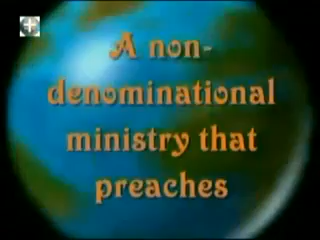 A non-
denominational
ministry that
preaches